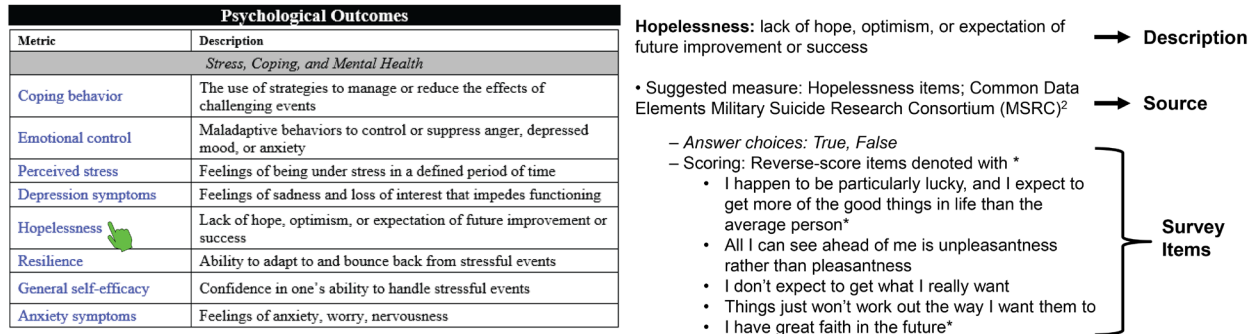 Psychological Outcomes
Metric Description
Stress, Coping, and Mental Health
Coping behavior The use of strategies to manage or reduce the effects of
challenging events
Emotional control Maladaptive behaviors to control or suppress anger, depressed
mood, or anxiety
Perceived stress Feelings of being under stress in a defined period of time
Depression symptoms Feelings of sadness and loss of interest that impedes functioning
Hopelessness Lack of hope, optimism, or expectation of future improvement or
success
Resilience Ability to adapt to and bounce back from stressful events
General self-efficacy Confidence in one's ability to handle stressful events
Anxiety symptoms Feelings of anxiety, worry, nervousness
Hopelessness: lack of hope, optimism, or expectation of
future improvement or success
Description
• Suggested measure: Hopelessness items; Common Data
Elements Military Suicide Research Consortium (MSRC)²
Source
– Answer choices: True, False
– Scoring: Reverse-score items denoted with *
• I happen to be particularly lucky, and I expect to
get more of the good things in life than the
average person*
• All I can see ahead of me is unpleasantness
rather than pleasantness
• I don't expect to get what I really want
• Things just won't work out the way I want them to
• I have great faith in the future*
Survey
Items